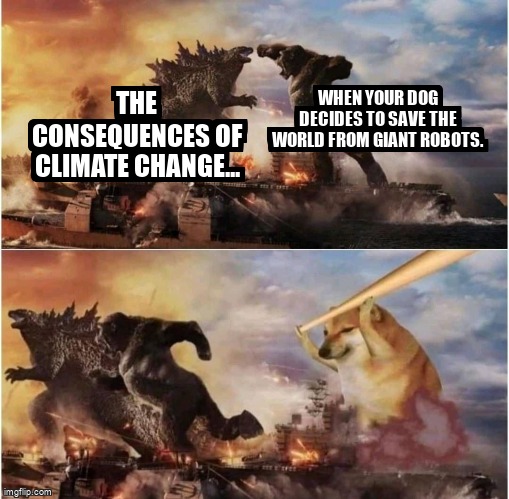 THE
CONSEQUENCES OF
CLIMATE CHANGE...
WHEN YOUR DOG
DECIDES TO SAVE THE
WORLD FROM GIANT ROBOTS.
imgflip.com